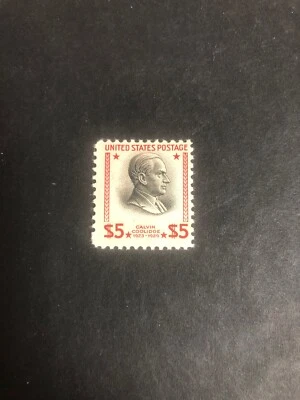 UNITED STATES POSTAGE
$5 CALVIN COOLIDGE $5
1923-1929